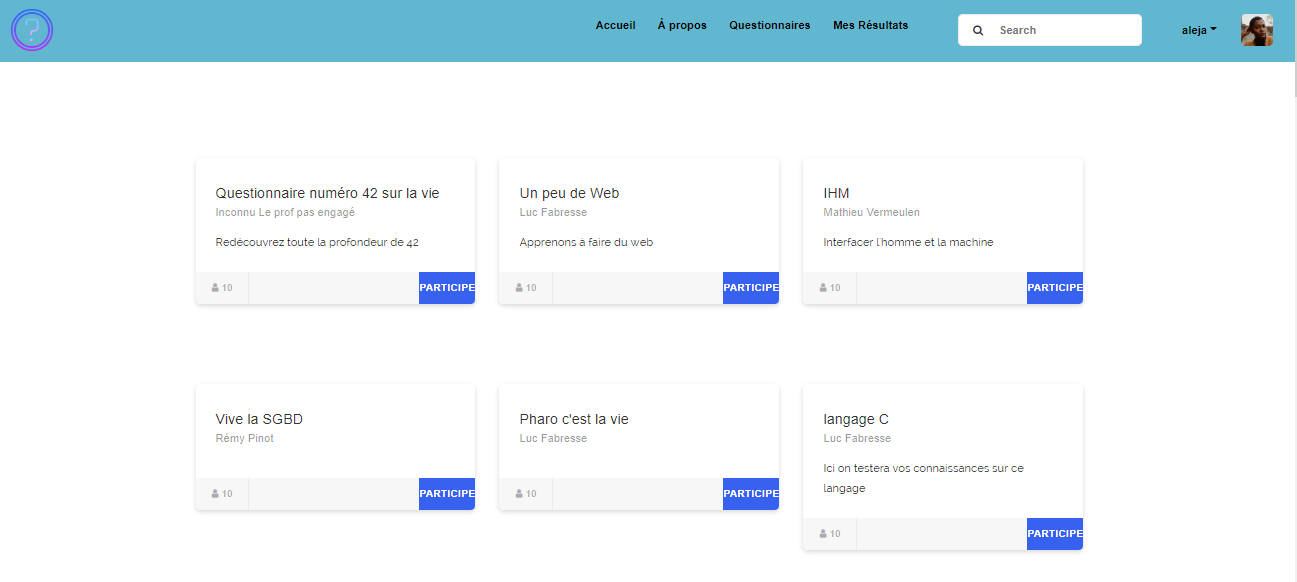 ?
Accueil À propos Questionnaires Mes Résultats Search aleja
Questionnaire numéro 42 sur la vie
Inconnu Le prof pas engagé
Redécouvrez toute la profondeur de 42
10 PARTICIPE
Un peu de Web
Luc Fabresse
Apprenons à faire du web
10 PARTICIPE
IHM
Mathieu Vermeulen
Interfacer l'homme et la machine
10 PARTICIPE
Vive la SGBD
Rémy Pinot
10 PARTICIPE
Pharo c'est la vie
Luc Fabresse
10 PARTICIPE
langage C
Luc Fabresse
Ici on testera vos connaissances sur ce
langage
10 PARTICIPE